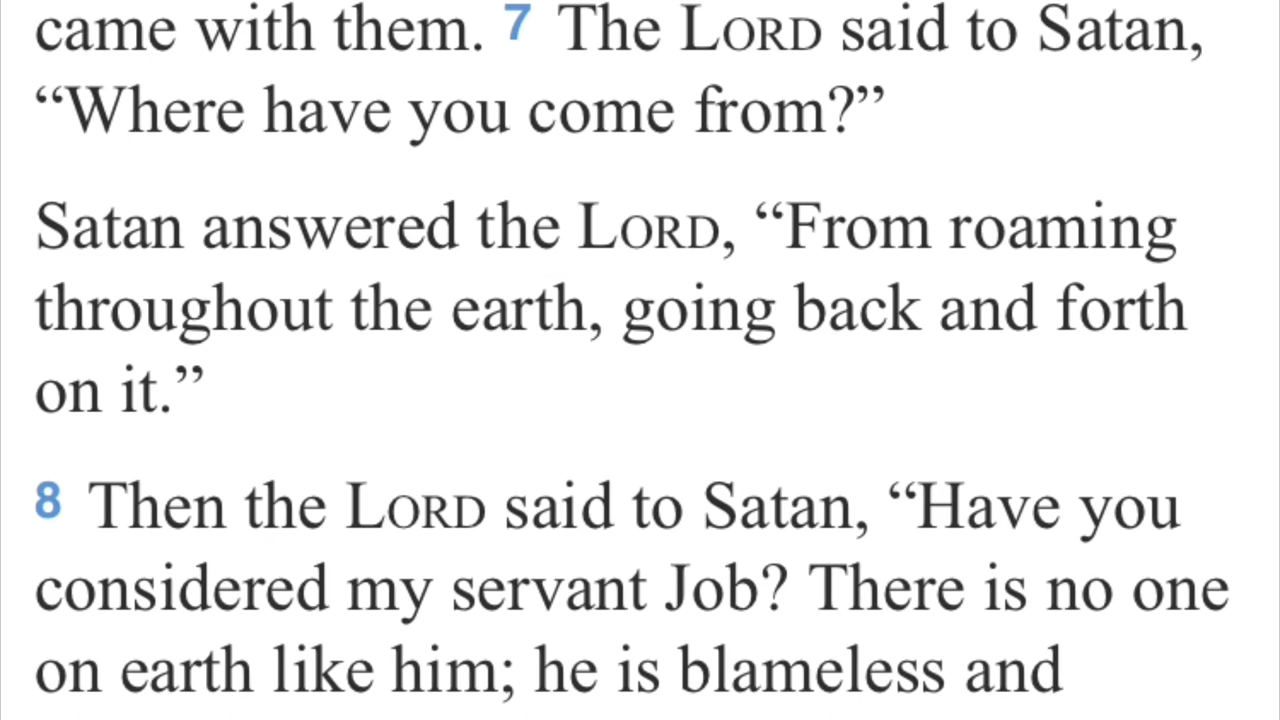 came with them. 7 The LORD said to Satan,
“Where have you come from?”
Satan answered the LORD, “From roaming
throughout the earth, going back and forth
on it.”
8 Then the LORD said to Satan, “Have you
considered my servant Job? There is no one
on earth like him; he is blameless and